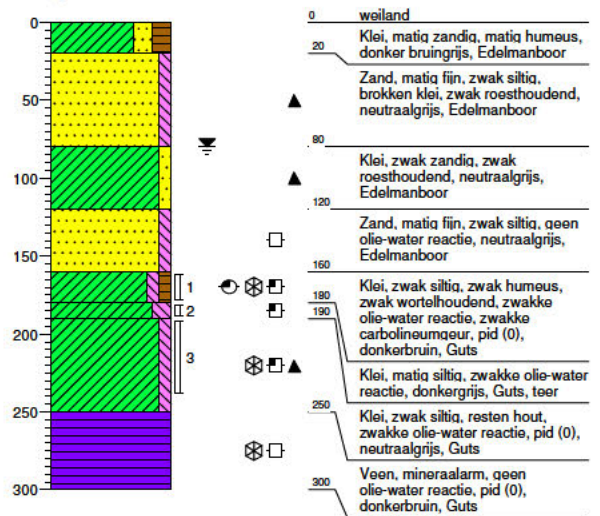 0
50
100
150
200
250
300
1
2
3
0
weiland
20
Klei, matig zandig, matig humeus,
donker bruingrijs, Edelmanboor
Zand, matig fijn, zwak siltig,
brokken klei, zwak roesthoudend,
neutraalgrijs, Edelmanboor
80
Klei, zwak zandig, zwak
roesthoudend, neutraalgrijs,
Edelmanboor
120
Zand, matig fijn, zwak siltig, geen
olie-water reactie, neutraalgrijs,
Edelmanboor
160
Klei, zwak siltig, zwak humeus,
zwak wortelhoudend, zwakke
olie-water reactie, zwakke
carbolineumgeur, pid (0),
donkerbruin, Guts
180
190
Klei, matig siltig, zwakke olie-water
reactie, donkergrijs, Guts, teer
250
Klei, zwak siltig, resten hout,
zwakke olie-water reactie, pid (0),
neutraalgrijs, Guts
300
Veen, mineraalarm, geen
olie-water reactie, pid (0),
donkerbruin, Guts